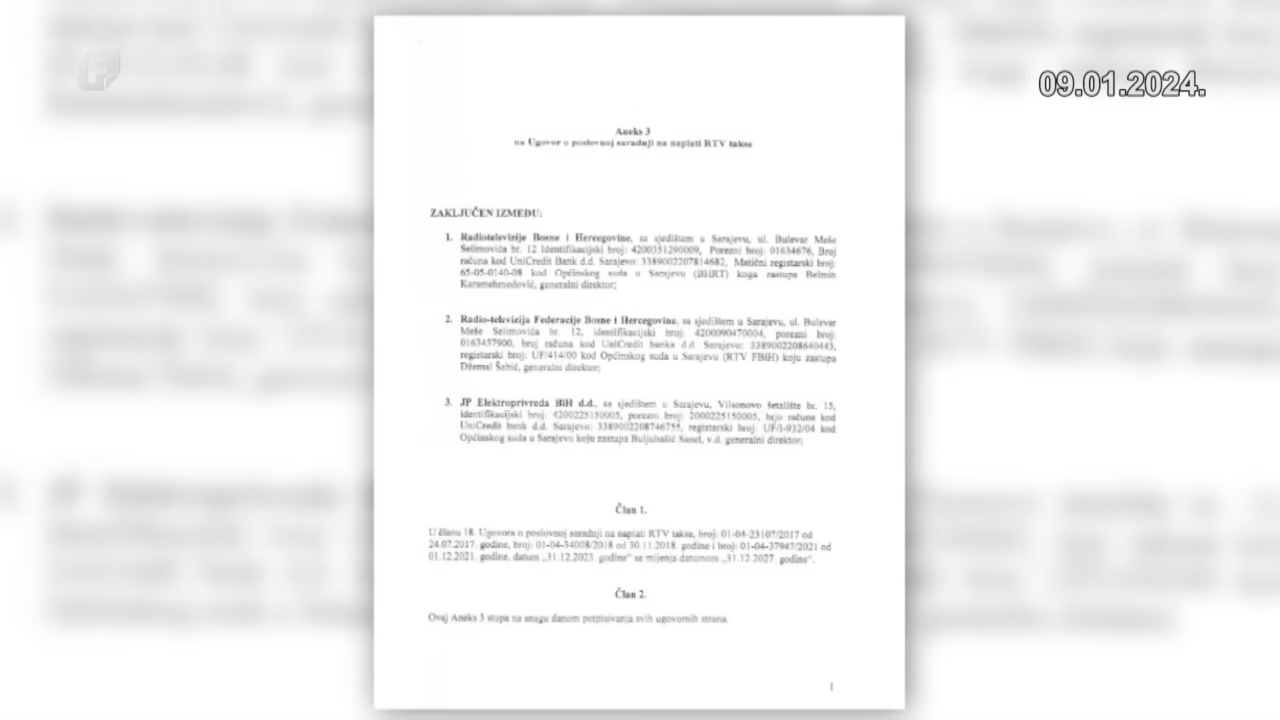 09.01.2024.
Aneks 3
na Ugovor o poslovnoj saradnji na naplati RTV takse
ZAKLJUČEN IZMEĐU:
1. Radiotelevizije Bosne i Hercegovine, sa sjedištem u Sarajevu, ul. Bulevar Meše
Selimovića br. 12 Identifikacijski broj: 4200351290009, Porezni broj: 01634676, Broj
računa kod UniCredit Bank d.d. Sarajevo: 3389002207814682, Matični registarski broj:
65-05-0140-08 kod Općinskog suda u Sarajevu (BHRT) koga zastupa Belmin
Karamehmedović, generalni direktor;
2. Radio-televizija Federacije Bosne i Hercegovine, sa sjedištem u Sarajevu, ul. Bulevar
Meše Selimovića br. 12, identifikacijski broj: 4200090470004, porezni broj:
0163457900, broj računa kod UniCredit banka d.d. Sarajevo: 3389002208640443,
registarski broj: UF/414/00 kod Općinskog suda u Sarajevu (RTV FBiH) koju zastupa
Džemal Šabić, generalni direktor;
3. JP Elektroprivreda BiH d.d., sa sjedištem u Sarajevu, Vilsonovo šetalište br. 15,
identifikacijski broj: 4200225150005, porezni broj: 2000225150005, brjo računa kod
UniCredit bank d.d. Sarajevo: 3389002208746755, registarski broj: UF/I-932/04 kod
Općinskog suda u Sarajevu koju zastupa Buljubašić Sanel, v.d. generalni direktor;
Član 1.
U članu 18. Ugovora o poslovnoj saradnji na naplati RTV takse, broj: 01-04-23107/2017 od
24.07.2017. godine, broj: 01-04-34008/2018 od 30.11.2018. godine i broj: 01-04-37947/2021 od
01.12.2021. godine, datum „31.12.2023. godine“ se mijenja datumom „31.12.2027. godine“.
Član 2.
Ovaj Aneks 3 stupa na snagu danom potpisivanja svih ugovornih strana.
1